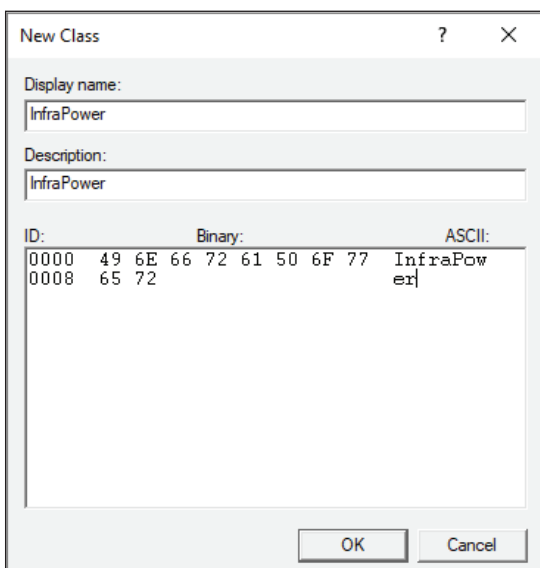 New Class ? ×
Display name:
InfraPower
Description:
InfraPower
ID: Binary: ASCII:
0000 49 6E 66 72 61 50 6F 77 InfraPow
0008 65 72 er
OK Cancel